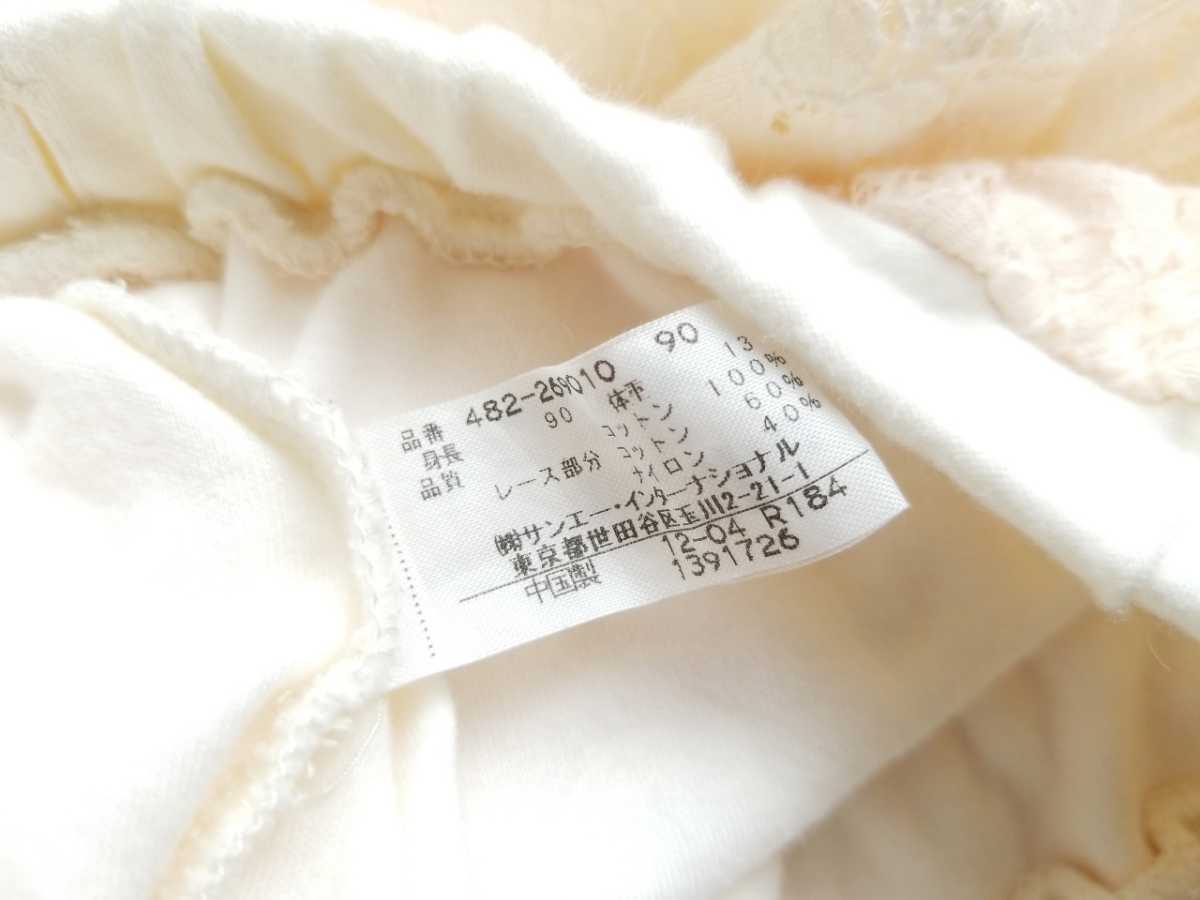 品番 482-269010 90
身長 90 体重 13
品質 コットン 100%
レース部分 コットン 60%
ナイロン 40%
㈱サンエー・インターナショナル
東京都世田谷区玉川2-21-1
12-04 R184
中国製 1391726